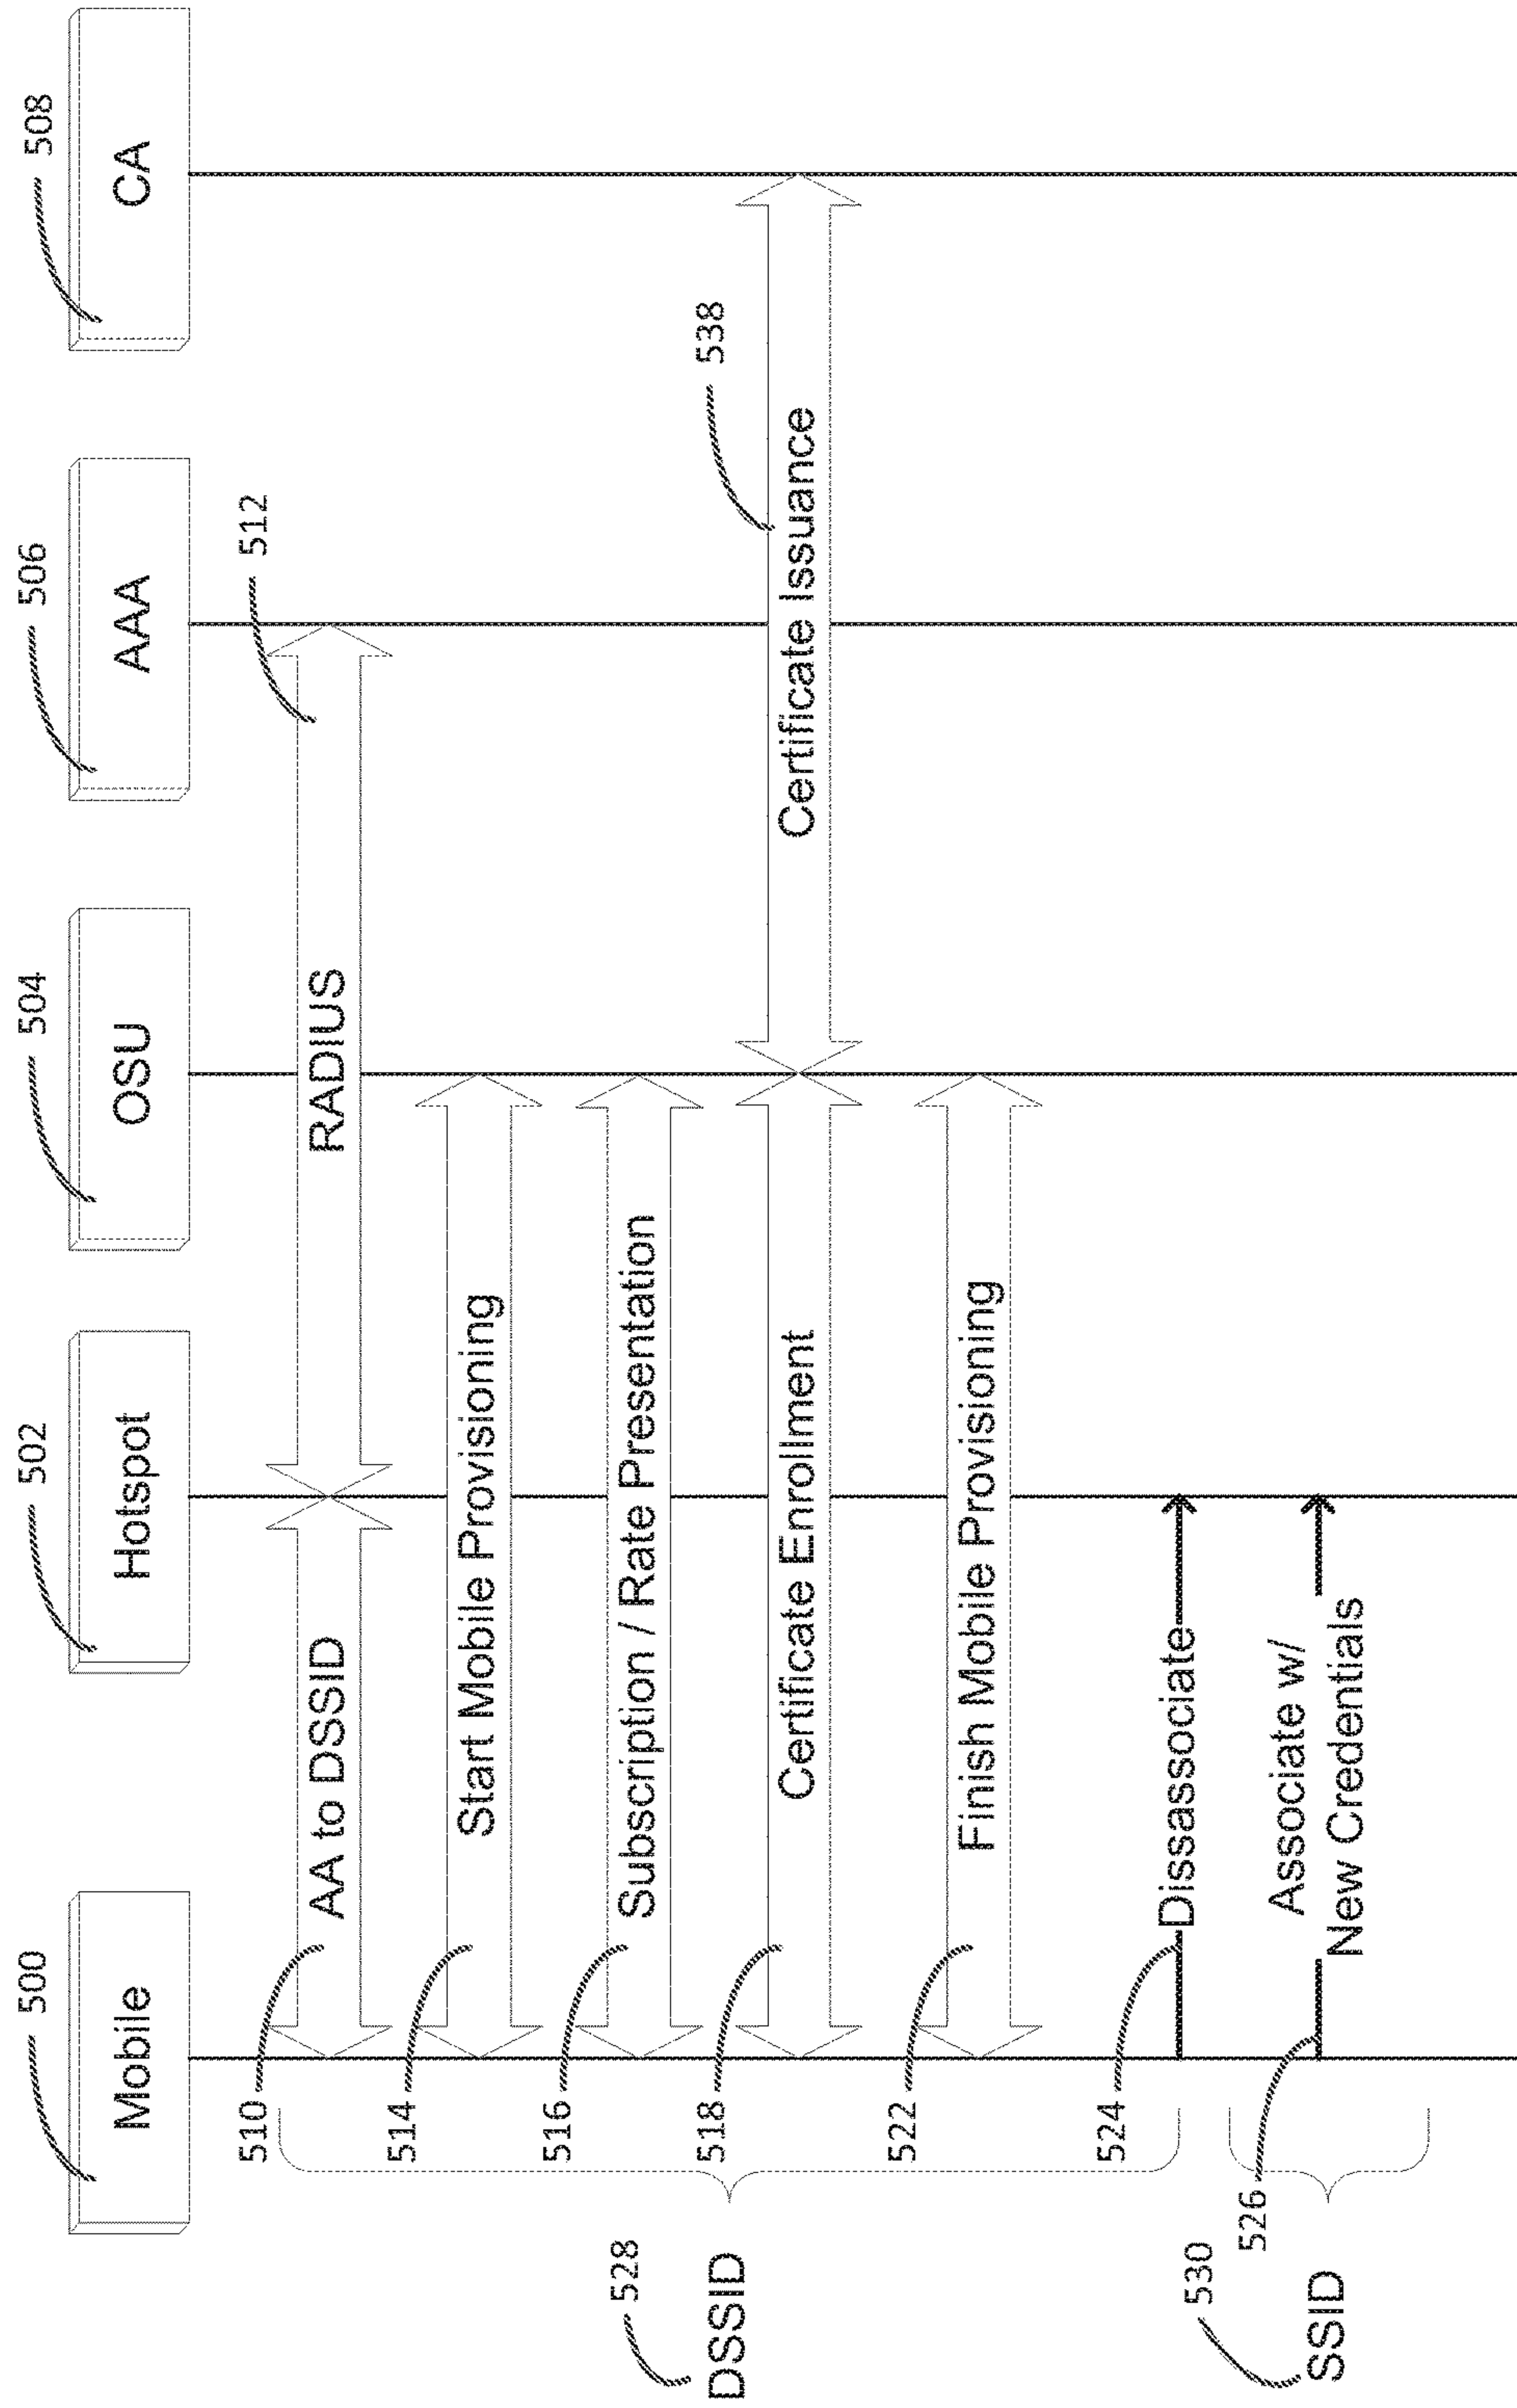 500
Mobile
502
Hotspot
504
OSU
506
AAA
508
CA
510
AA to DSSID
RADIUS
512
514
Start Mobile Provisioning
516
Subscription / Rate Presentation
518
Certificate Enrollment
Certificate Issuance
538
522
Finish Mobile Provisioning
524
Dissassociate
526
Associate w/
New Credentials
528
DSSID
530
SSID